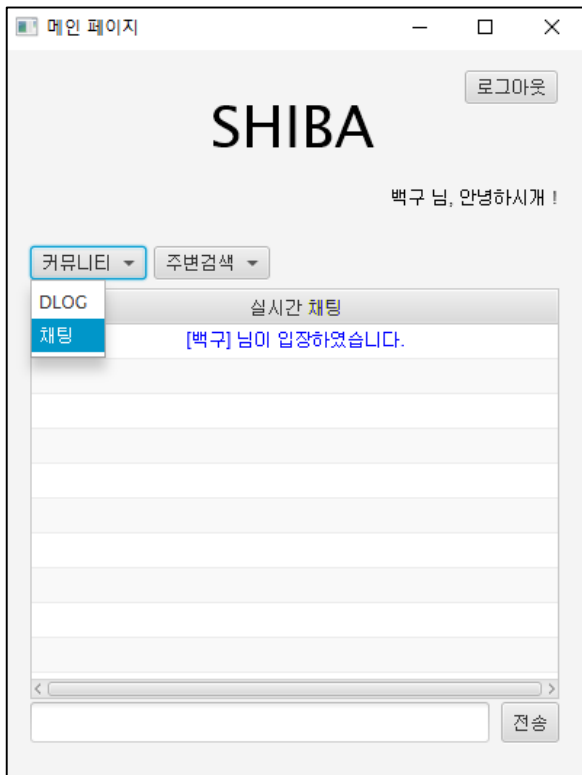 메인 페이지
로그아웃
SHIBA
백구 님, 안녕하시개 !
커뮤니티 주변검색
DLOG
채팅
실시간 채팅
[백구] 님이 입장하였습니다.
전송